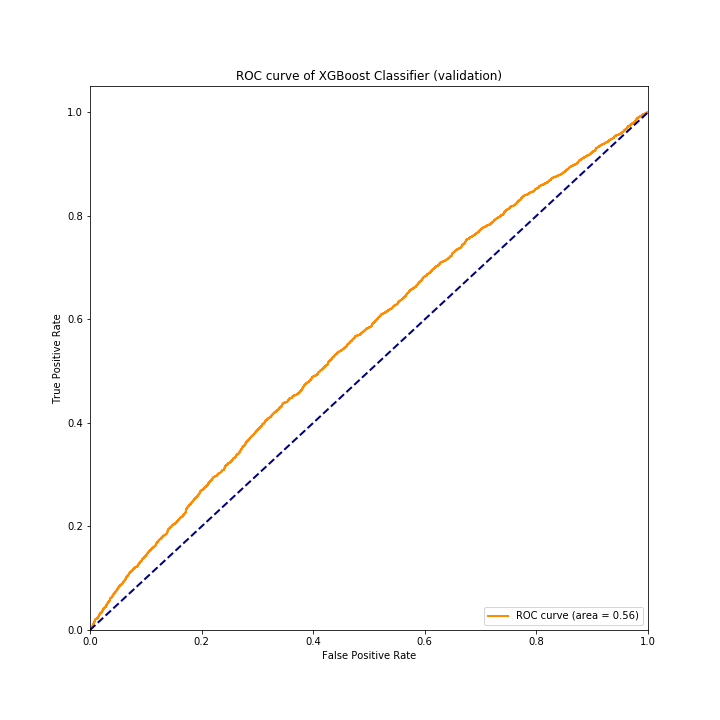 ROC curve of XGBoost Classifier (validation)
1.0
0.8
0.6
0.4
0.2
0.0
True Positive Rate
ROC curve (area = 0.56)
0.0 0.2 0.4 0.6 0.8 1.0
False Positive Rate